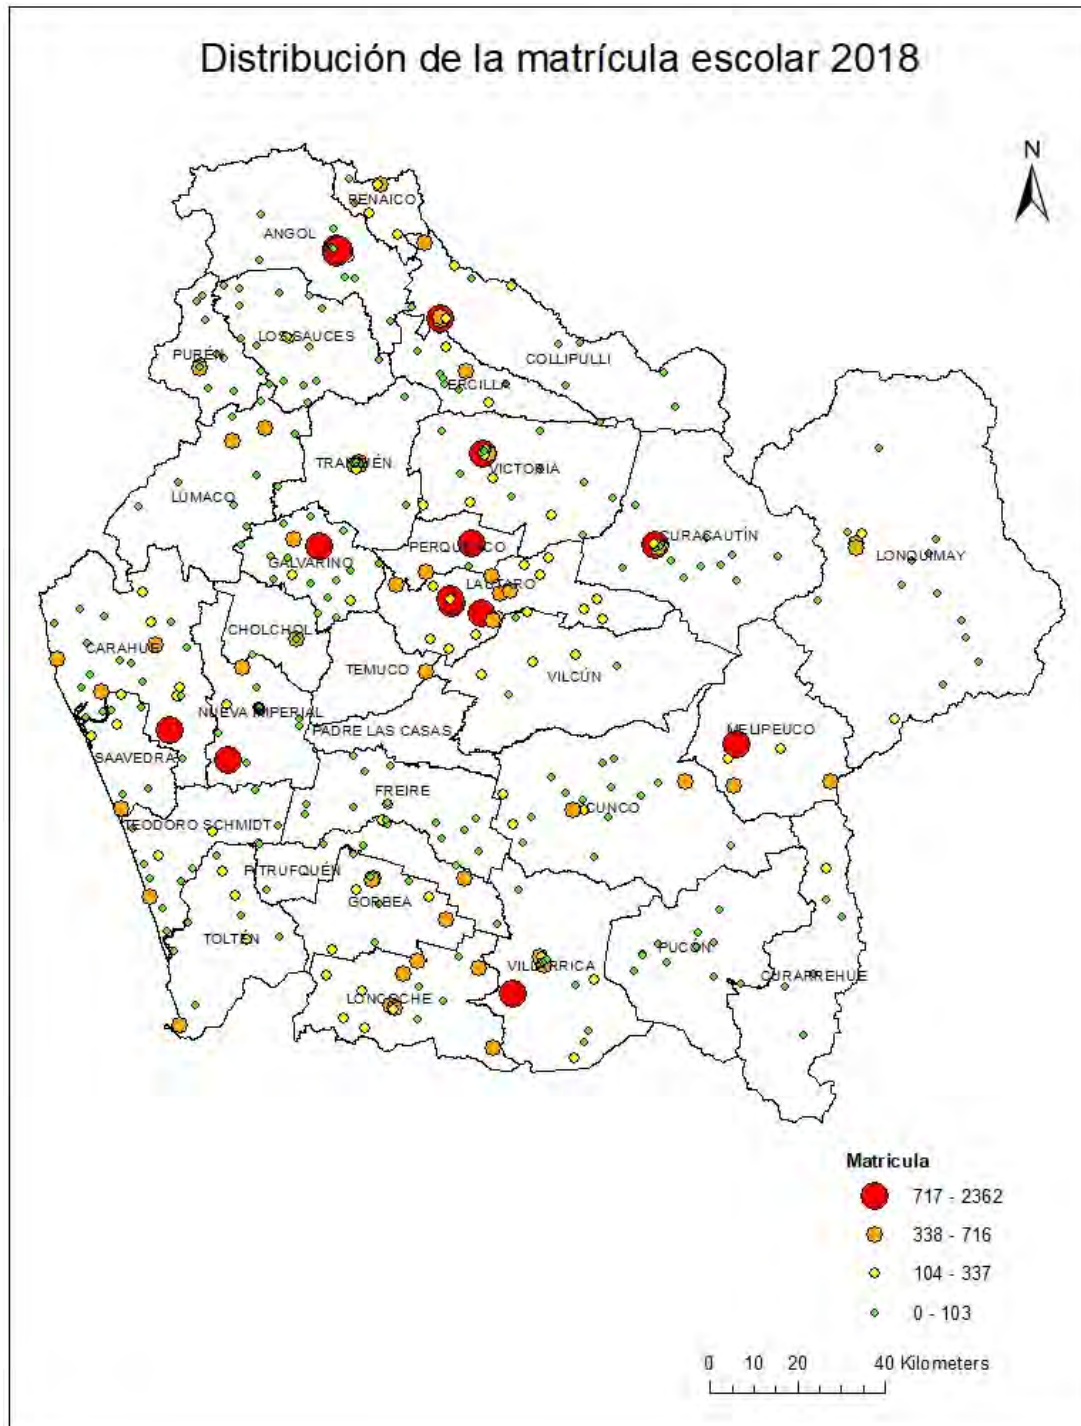 Distribución de la matrícula escolar 2018
N
RENAICO
ANGOL
LOS SAUCES
PURÉN
COLLIPULLI
ERCILLA
TRAIGUÉN
VICTORIA
LUMACO
CURACAUTÍN
PERQUENCO
LONQUIMAY
GALVARINO
LAUTARO
CHOLCHOL
CARAHUE
TEMUCO
VILCÚN
NUEVA IMPERIAL
PADRE LAS CASAS
MELIPEUCO
SAAVEDRA
FREIRE
CUNCO
TEODORO SCHMIDT
PITRUFQUÉN
GORBEA
TOLTÉN
PUCÓN
VILLARRICA
CURARREHUE
LONCOCHE
Matricula
717 - 2362
338 - 716
104 - 337
0 - 103
0 10 20 40 Kilometers